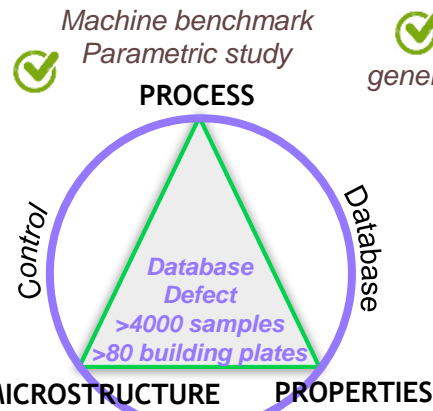 Machine benchmark
Parametric study
PROCESS
Control
Database
Database
Defect
>4000 samples
>80 building plates
PROPERTIES